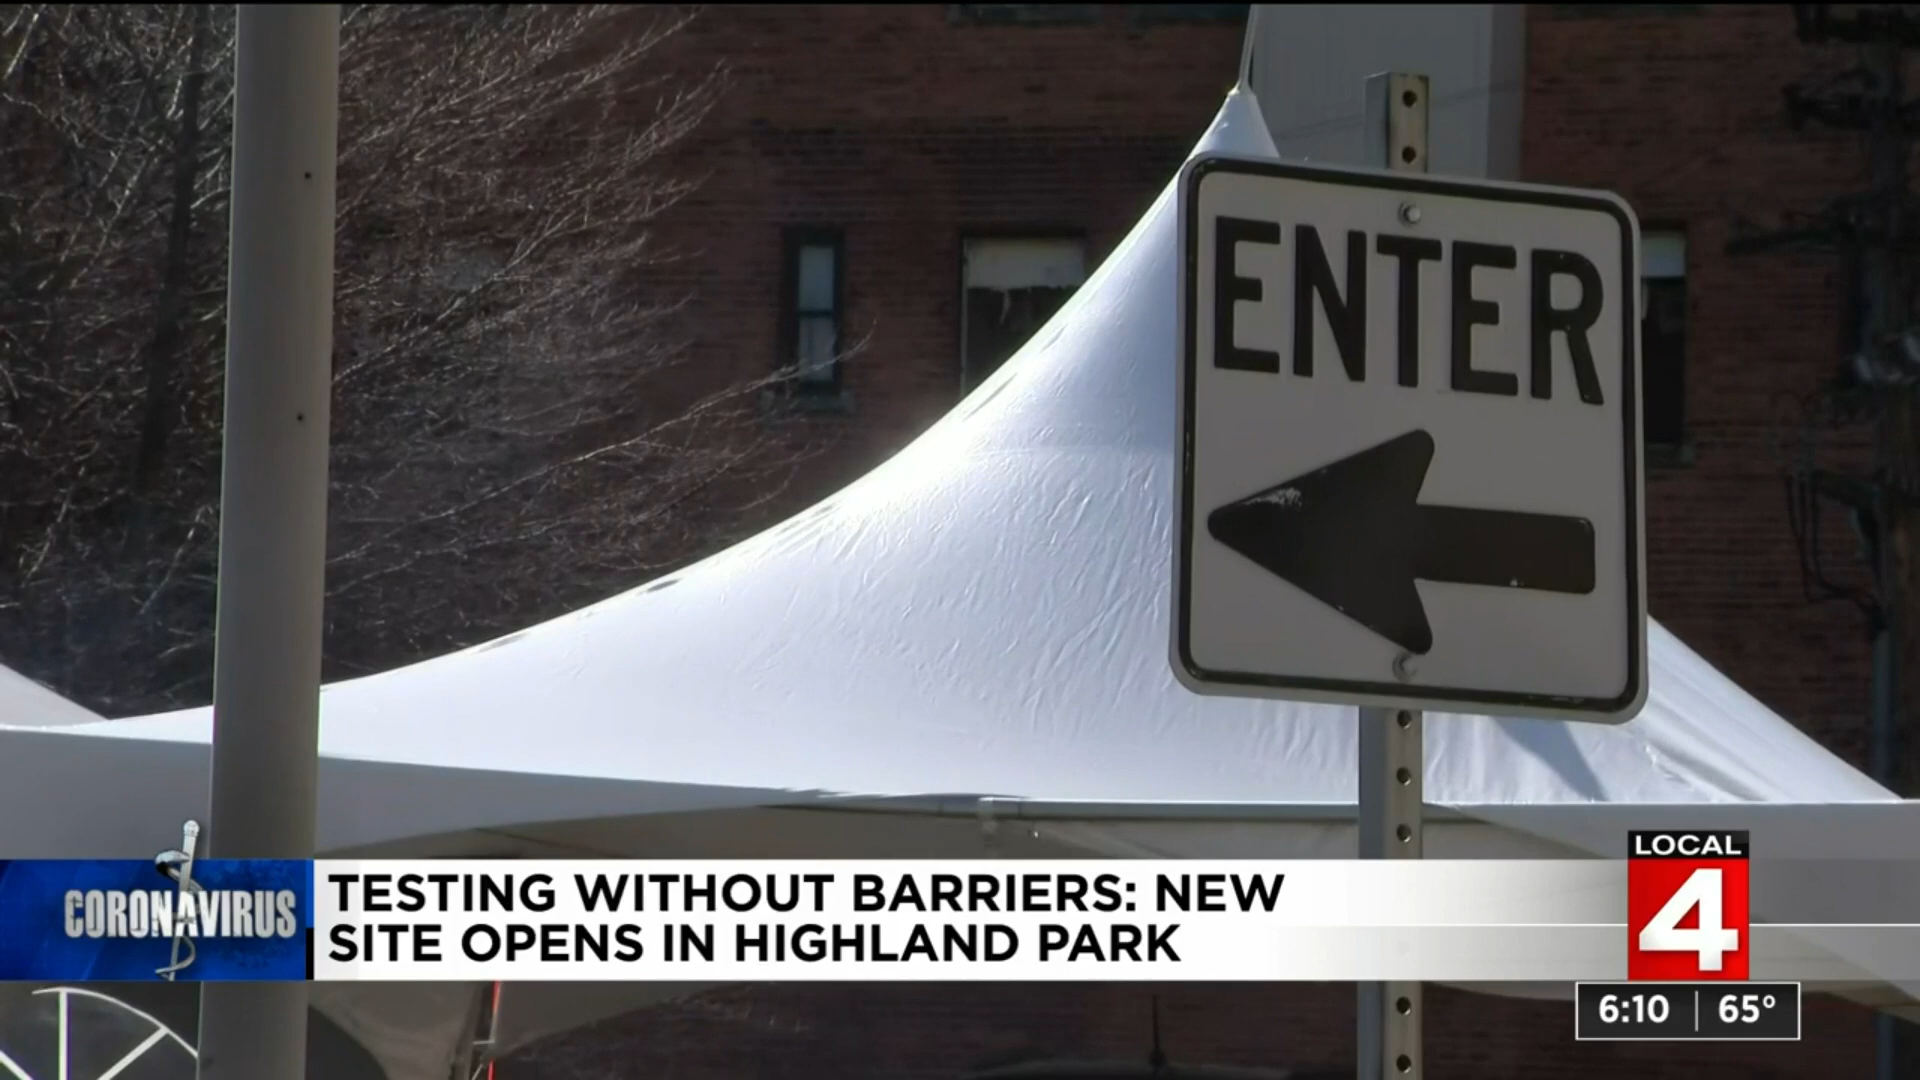 ENTER
CORONAVIRUS
TESTING WITHOUT BARRIERS: NEW
SITE OPENS IN HIGHLAND PARK
LOCAL
4
6:10 65°